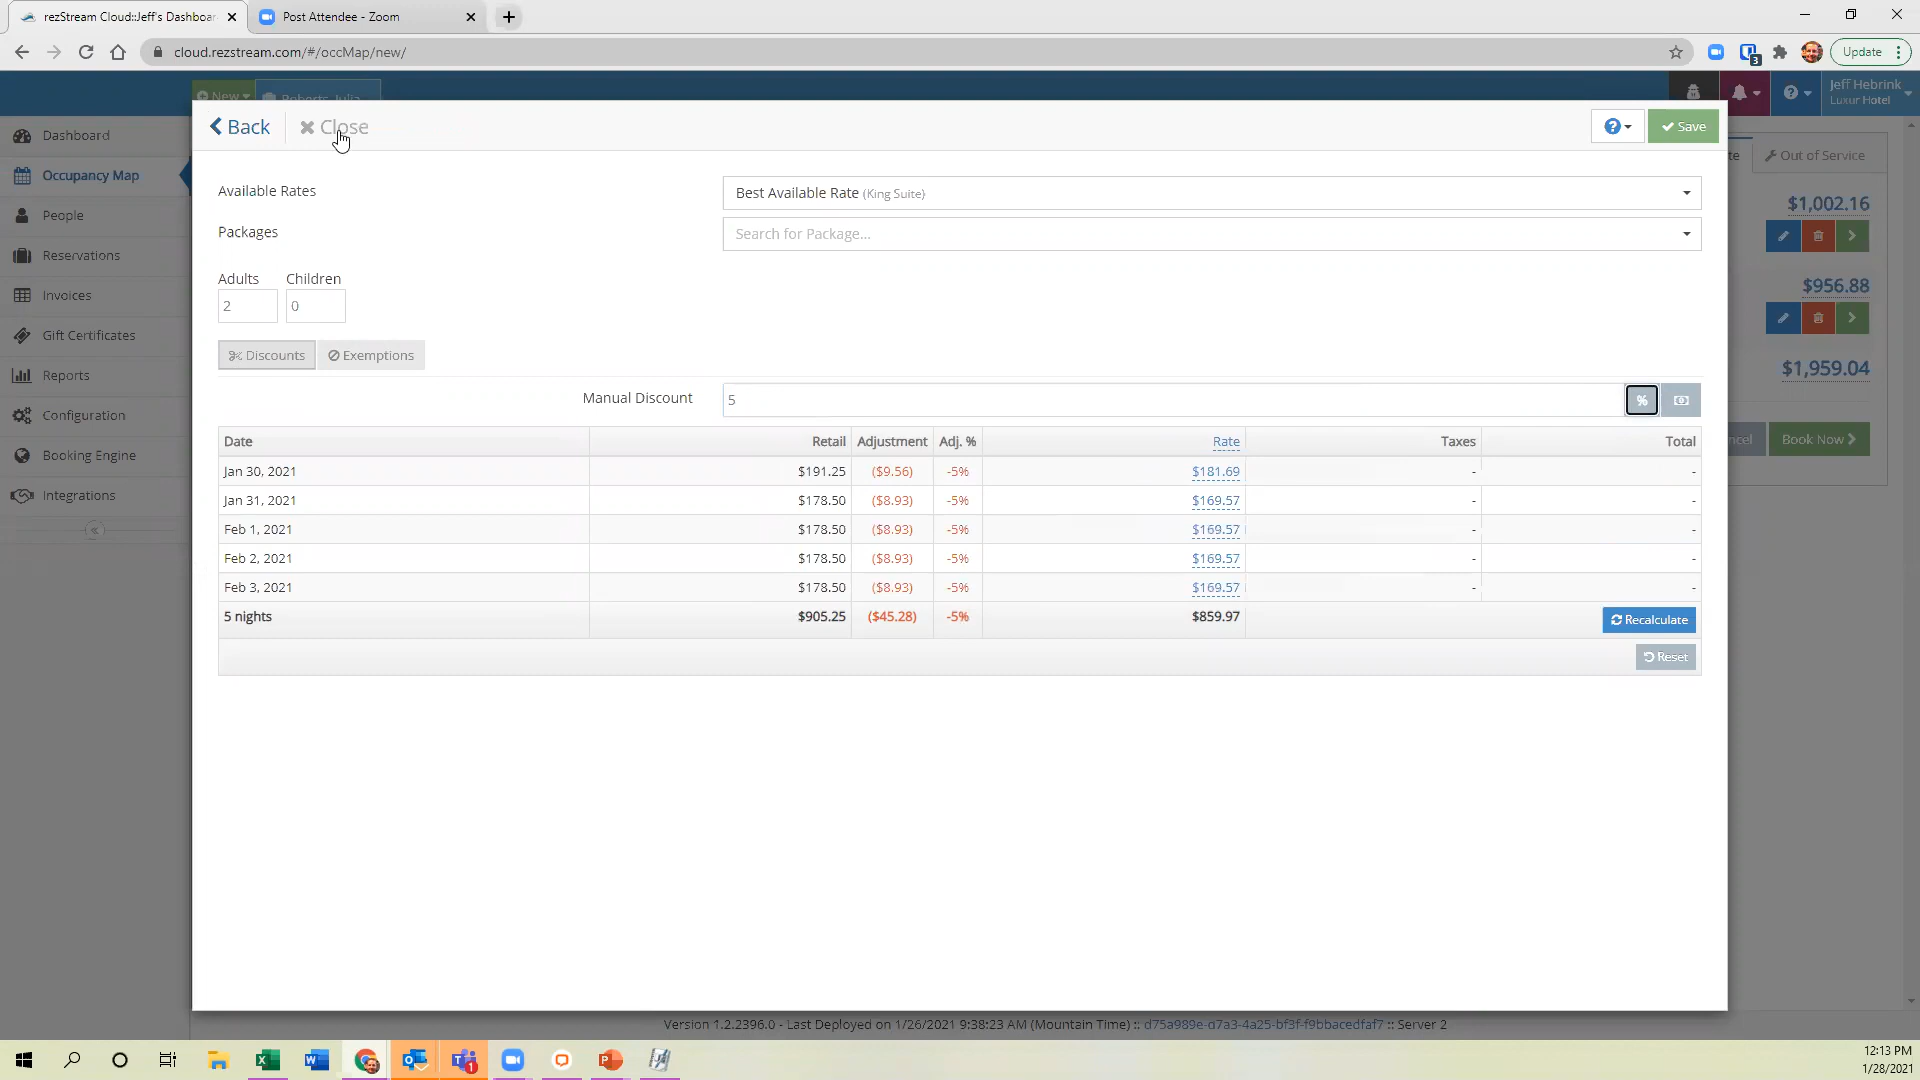 rezStream Cloud::Jeff's Dashboar
Post Attendee - Zoom
cloud.rezstream.com/#/occMap/new/
3
Update
New
Roberts, Julia
Jeff Hebrink
Luxur Hotel
Dashboard
Occupancy Map
People
Reservations
Invoices
Gift Certificates
Reports
Configuration
Booking Engine
Integrations
Back
Close
Save
Available Rates
Best Available Rate (King Suite)
Packages
Search for Package...
Adults
Children
2
0
Discounts
Exemptions
Manual Discount
5
%
Date Retail Adjustment Adj. % Rate Taxes Total
Jan 30, 2021 $191.25 ($9.56) -5% $181.69 - -
Jan 31, 2021 $178.50 ($8.93) -5% $169.57 - -
Feb 1, 2021 $178.50 ($8.93) -5% $169.57 - -
Feb 2, 2021 $178.50 ($8.93) -5% $169.57 - -
Feb 3, 2021 $178.50 ($8.93) -5% $169.57 - -
5 nights $905.25 ($45.28) -5% $859.97 Recalculate
Reset
te
Out of Service
$1,002.16
$956.88
$1,959.04
ncel
Book Now
Version 1.2.2396.0 - Last Deployed on 1/26/2021 9:38:23 AM (Mountain Time) :: d75a989e-d7a3-4a25-bf3f-f9bbacedfaf7 :: Server 2
1
12:13 PM
1/28/2021